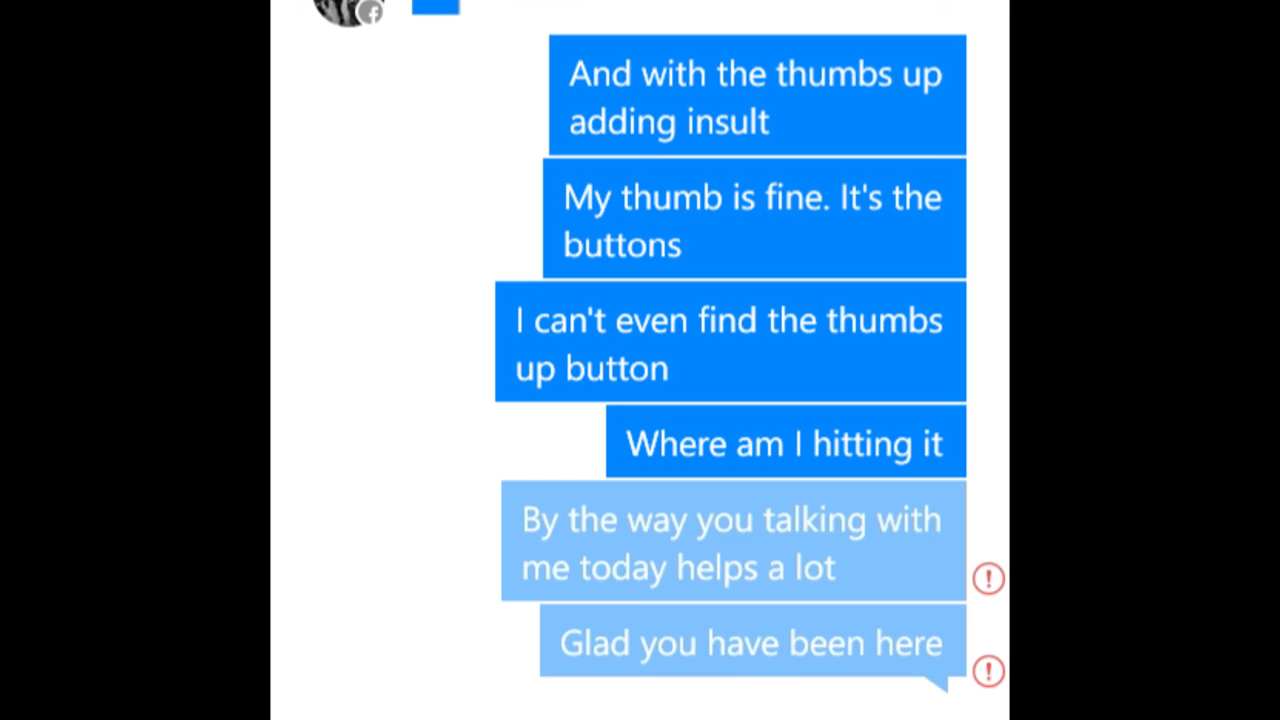 And with the thumbs up
adding insult
My thumb is fine. It's the
buttons
I can't even find the thumbs
up button
Where am I hitting it
By the way you talking with
me today helps a lot
Glad you have been here